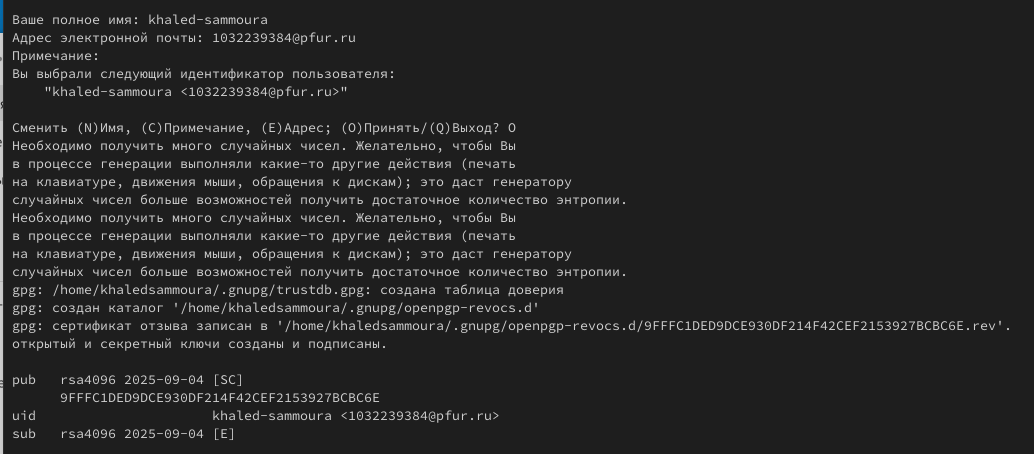 Ваше полное имя: khaled-sammoura
Адрес электронной почты: 1032239384@pfur.ru
Примечание:
Вы выбрали следующий идентификатор пользователя:
"khaled-sammoura <1032239384@pfur.ru>"
Сменить (N)Имя, (C)Примечание, (E)Адрес; (O)Принять/(Q)Выход? O
Необходимо получить много случайных чисел. Желательно, чтобы Вы
в процессе генерации выполняли какие-то другие действия (печать
на клавиатуре, движения мыши, обращения к дискам); это даст генератору
случайных чисел больше возможностей получить достаточное количество энтропии.
Необходимо получить много случайных чисел. Желательно, чтобы Вы
в процессе генерации выполняли какие-то другие действия (печать
на клавиатуре, движения мыши, обращения к дискам); это даст генератору
случайных чисел больше возможностей получить достаточное количество энтропии.
gpg: /home/khaledsammoura/.gnupg/trustdb.gpg: создана таблица доверия
gpg: создан каталог '/home/khaledsammoura/.gnupg/openpgp-revocs.d'
gpg: сертификат отзыва записан в '/home/khaledsammoura/.gnupg/openpgp-revocs.d/9FFFC1DED9DCE930DF214F42CEF2153927BCBC6E.rev'.
открытый и секретный ключи созданы и подписаны.
pub rsa4096 2025-09-04 [SC]
9FFFC1DED9DCE930DF214F42CEF2153927BCBC6E
uid khaled-sammoura <1032239384@pfur.ru>
sub rsa4096 2025-09-04 [E]